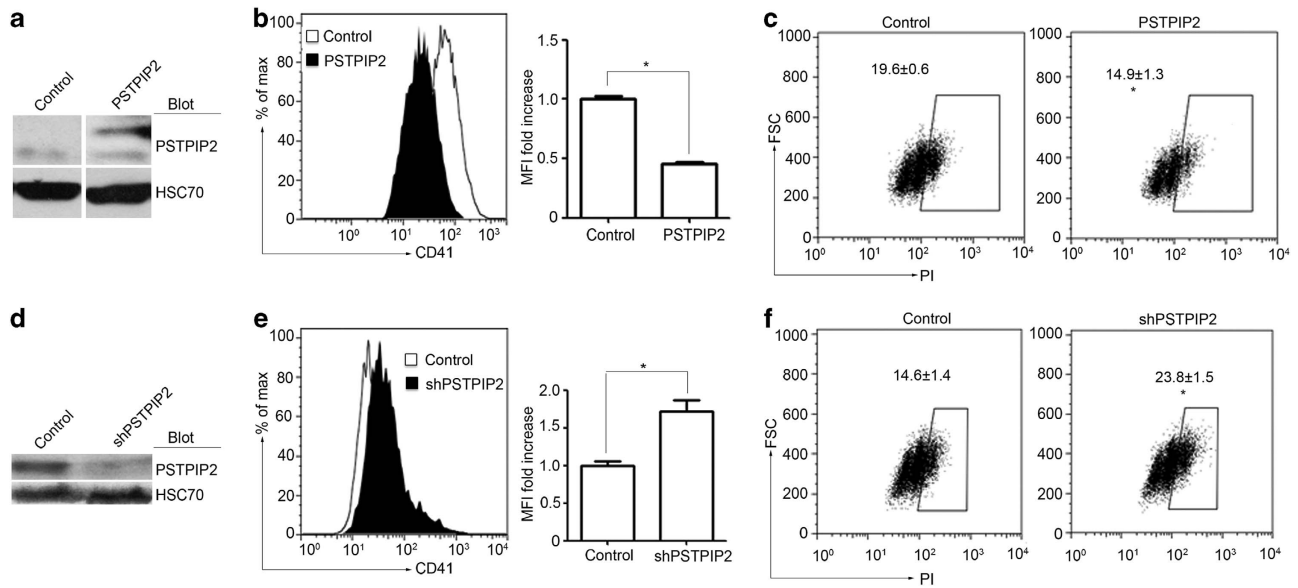 a
Control
PSTPIP2
Blot
PSTPIP2
HSC70
b
Control
PSTPIP2
% of max
100
80
60
40
20
0
10⁰ 10¹ 10² 10³
CD41
MFI fold increase
1.5
1.0
0.5
0
*
Control PSTPIP2
c
Control
FSC
1000
800
600
400
200
0
19.6±0.6
10⁰ 10¹ 10² 10³ 10⁴
PI
PSTPIP2
1000
800
600
400
200
0
14.9±1.3
*
10⁰ 10¹ 10² 10³ 10⁴
d
Control
shPSTPIP2
Blot
PSTPIP2
HSC70
e
Control
shPSTPIP2
% of max
100
80
60
40
20
0
10⁰ 10¹ 10² 10³ 10⁴
CD41
MFI fold increase
2.0
1.5
1.0
0.5
0
*
Control shPSTPIP2
f
Control
FSC
1000
800
600
400
200
0
14.6±1.4
10⁰ 10¹ 10² 10³ 10⁴
PI
shPSTPIP2
1000
800
600
400
200
0
23.8±1.5
*
10⁰ 10¹ 10² 10³ 10⁴